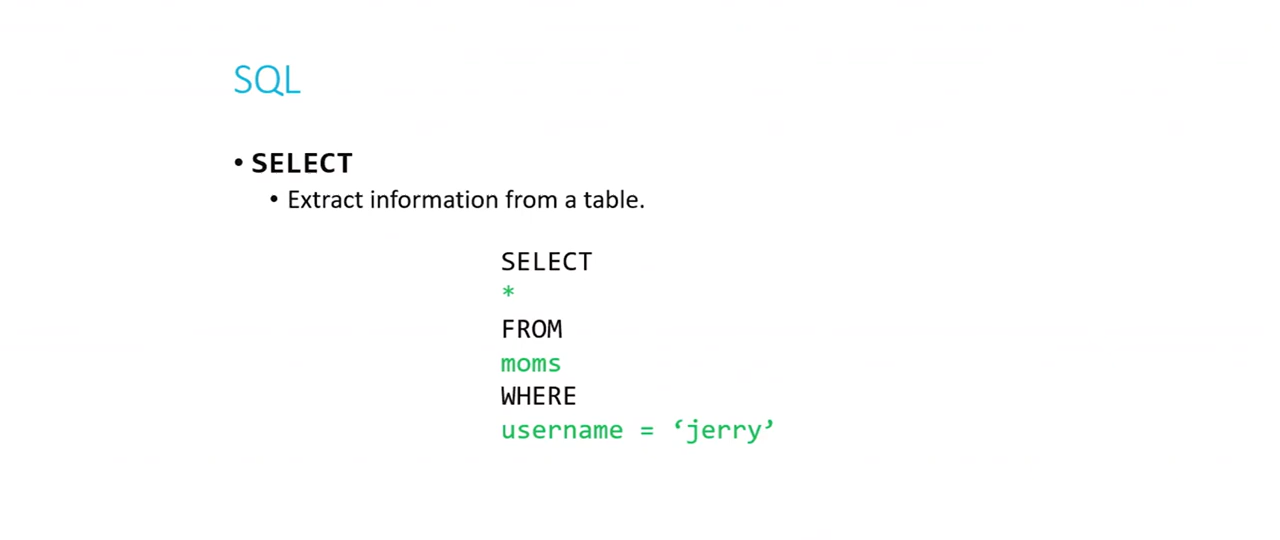 SQL
• SELECT
• Extract information from a table.
SELECT
*
FROM
moms
WHERE
username = ‘jerry’